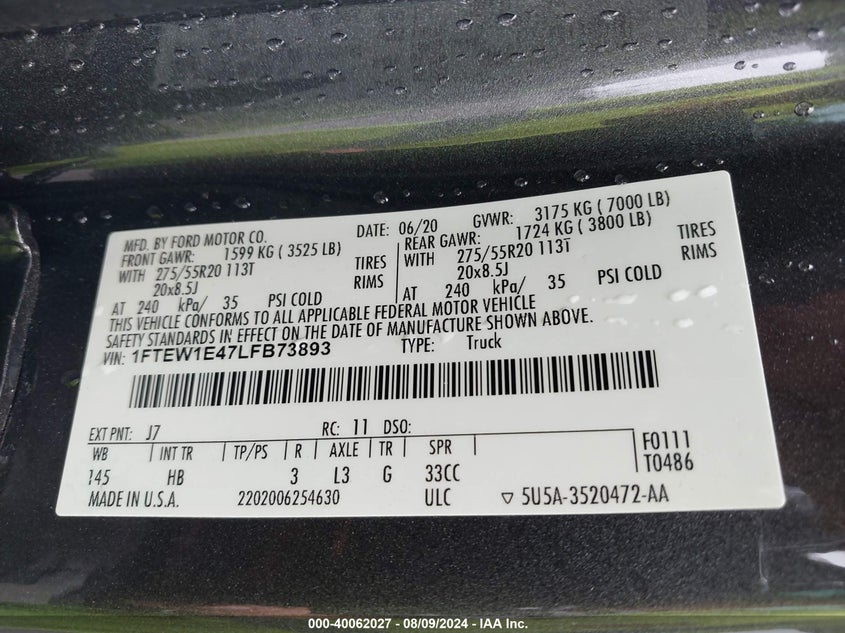 MFD. BY FORD MOTOR CO. DATE: 06/20 GVWR: 3175 KG ( 7000 LB)
FRONT GAWR: 1599 KG ( 3525 LB) REAR GAWR: 1724 KG ( 3800 LB)
WITH 275/55R20 113T TIRES WITH 275/55R20 113T TIRES
20x8.5J RIMS 20x8.5J RIMS
AT 240 kPa/ 35 PSI COLD AT 240 kPa/ 35 PSI COLD
THIS VEHICLE CONFORMS TO ALL APPLICABLE FEDERAL MOTOR VEHICLE
SAFETY STANDARDS IN EFFECT ON THE DATE OF MANUFACTURE SHOWN ABOVE.
VIN: 1FTEW1E47LFB73893 TYPE: Truck
EXT PNT: J7 RC: 11 DSO:
WB INT TR TP/PS R AXLE TR SPR F0111
145 HB 3 L3 G 33CC T0486
MADE IN U.S.A. 2202006254630 ULC ▽ 5U5A-3520472-AA
000-40062027 - 08/09/2024 - IAA Inc.